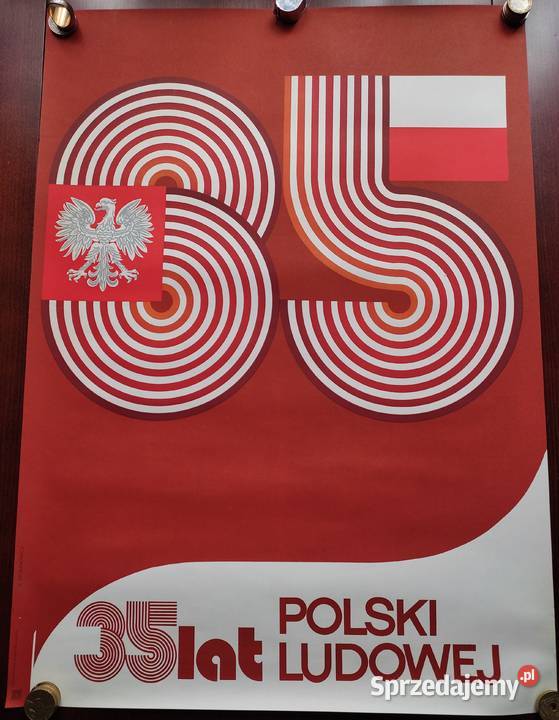 35
35 lat POLSKI
LUDOWEJ
Sprzedajemy.pl